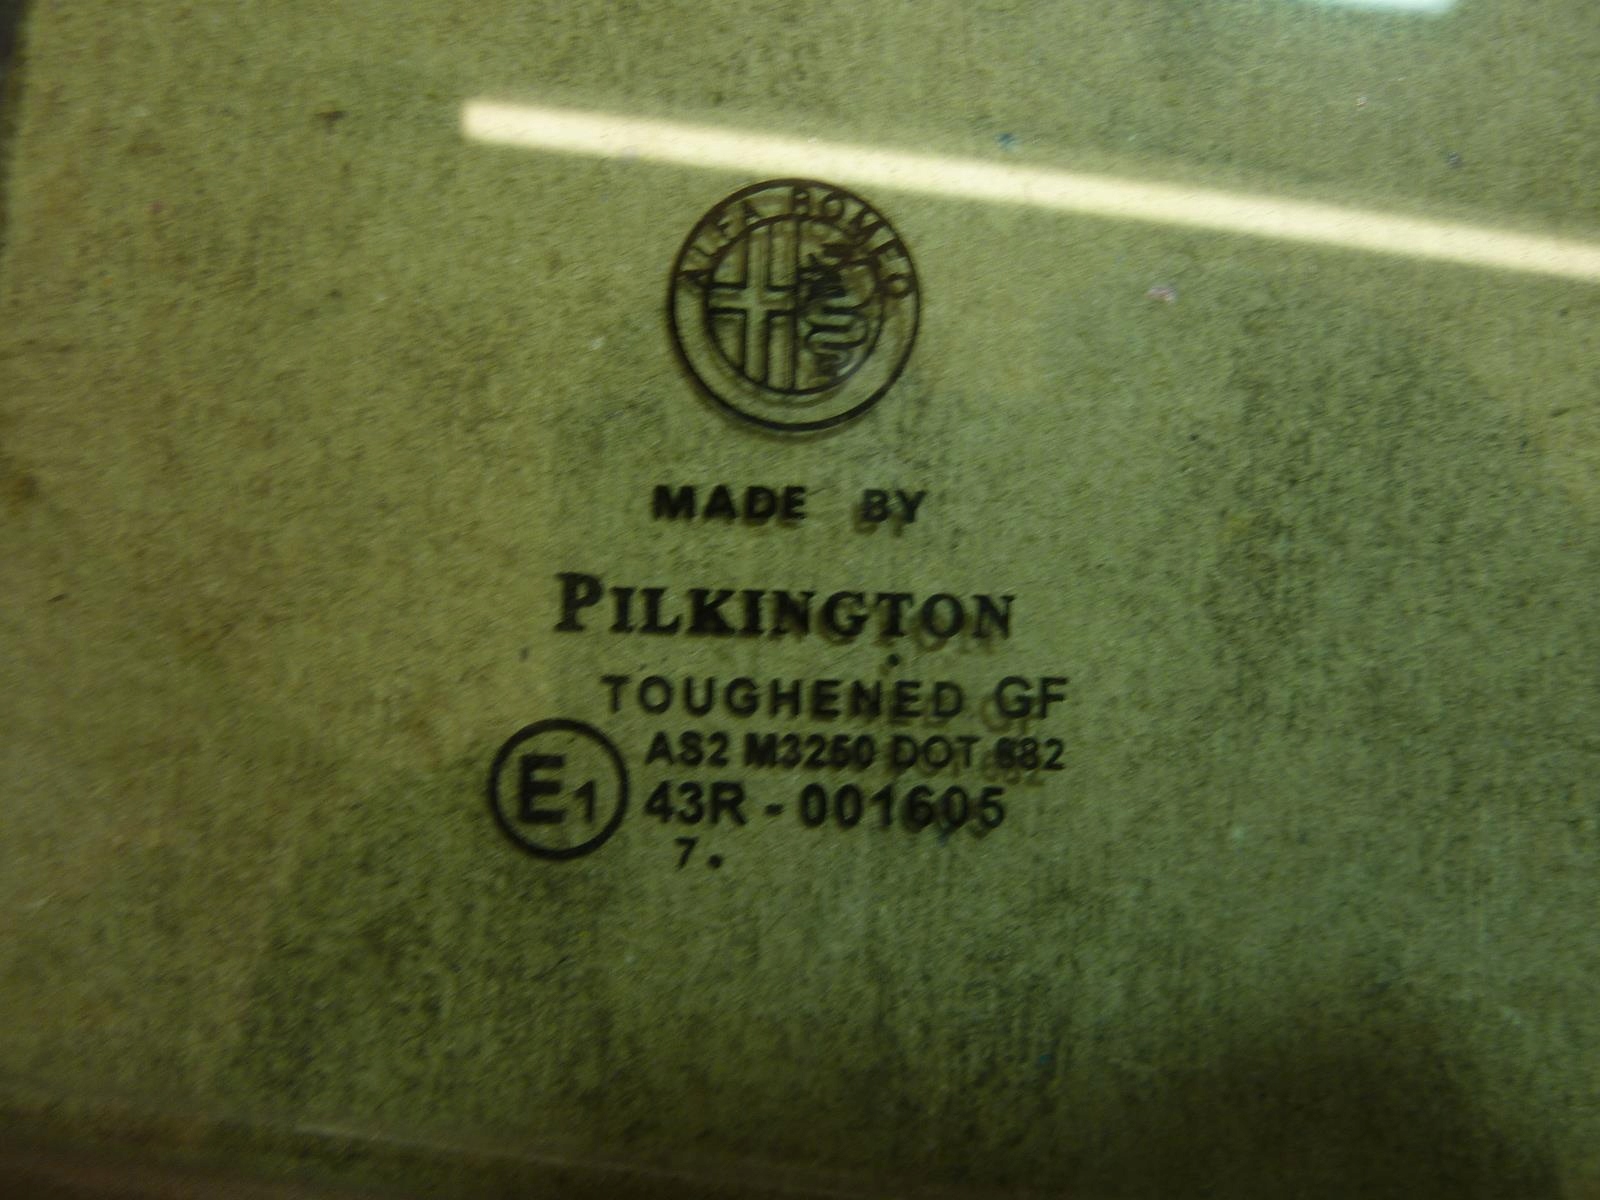 ALFA ROMEO
MADE BY
PILKINGTON
TOUGHENED GF
AS2 M3250 DOT 682
E1 43R - 001605
7.